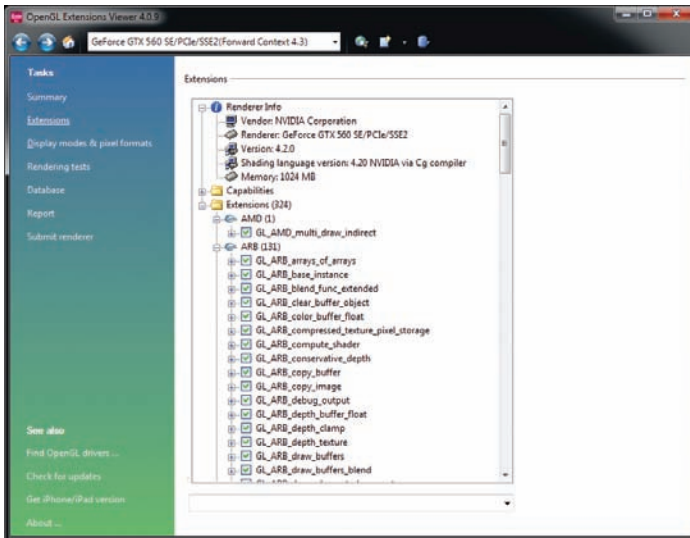 OpenGL Extensions Viewer 4.0.9
GeForce GTX 560 SE/PCIe/SSE2(Forward Context 4.3)
Tasks
Summary
Extensions
Display modes & pixel formats
Rendering tests
Database
Report
Submit renderer
See also
Find OpenGL drivers ...
Check for updates
Get iPhone/iPad version
About ...
Extensions
Renderer Info
Vendor: NVIDIA Corporation
Renderer: GeForce GTX 560 SE/PCIe/SSE2
Version: 4.2.0
Shading language version: 4.20 NVIDIA via Cg compiler
Memory: 1024 MB
Capabilities
Extensions (324)
AMD (1)
GL_AMD_multi_draw_indirect
ARB (131)
GL_ARB_arrays_of_arrays
GL_ARB_base_instance
GL_ARB_blend_func_extended
GL_ARB_clear_buffer_object
GL_ARB_color_buffer_float
GL_ARB_compressed_texture_pixel_storage
GL_ARB_compute_shader
GL_ARB_conservative_depth
GL_ARB_copy_buffer
GL_ARB_copy_image
GL_ARB_debug_output
GL_ARB_depth_buffer_float
GL_ARB_depth_clamp
GL_ARB_depth_texture
GL_ARB_draw_buffers
GL_ARB_draw_buffers_blend